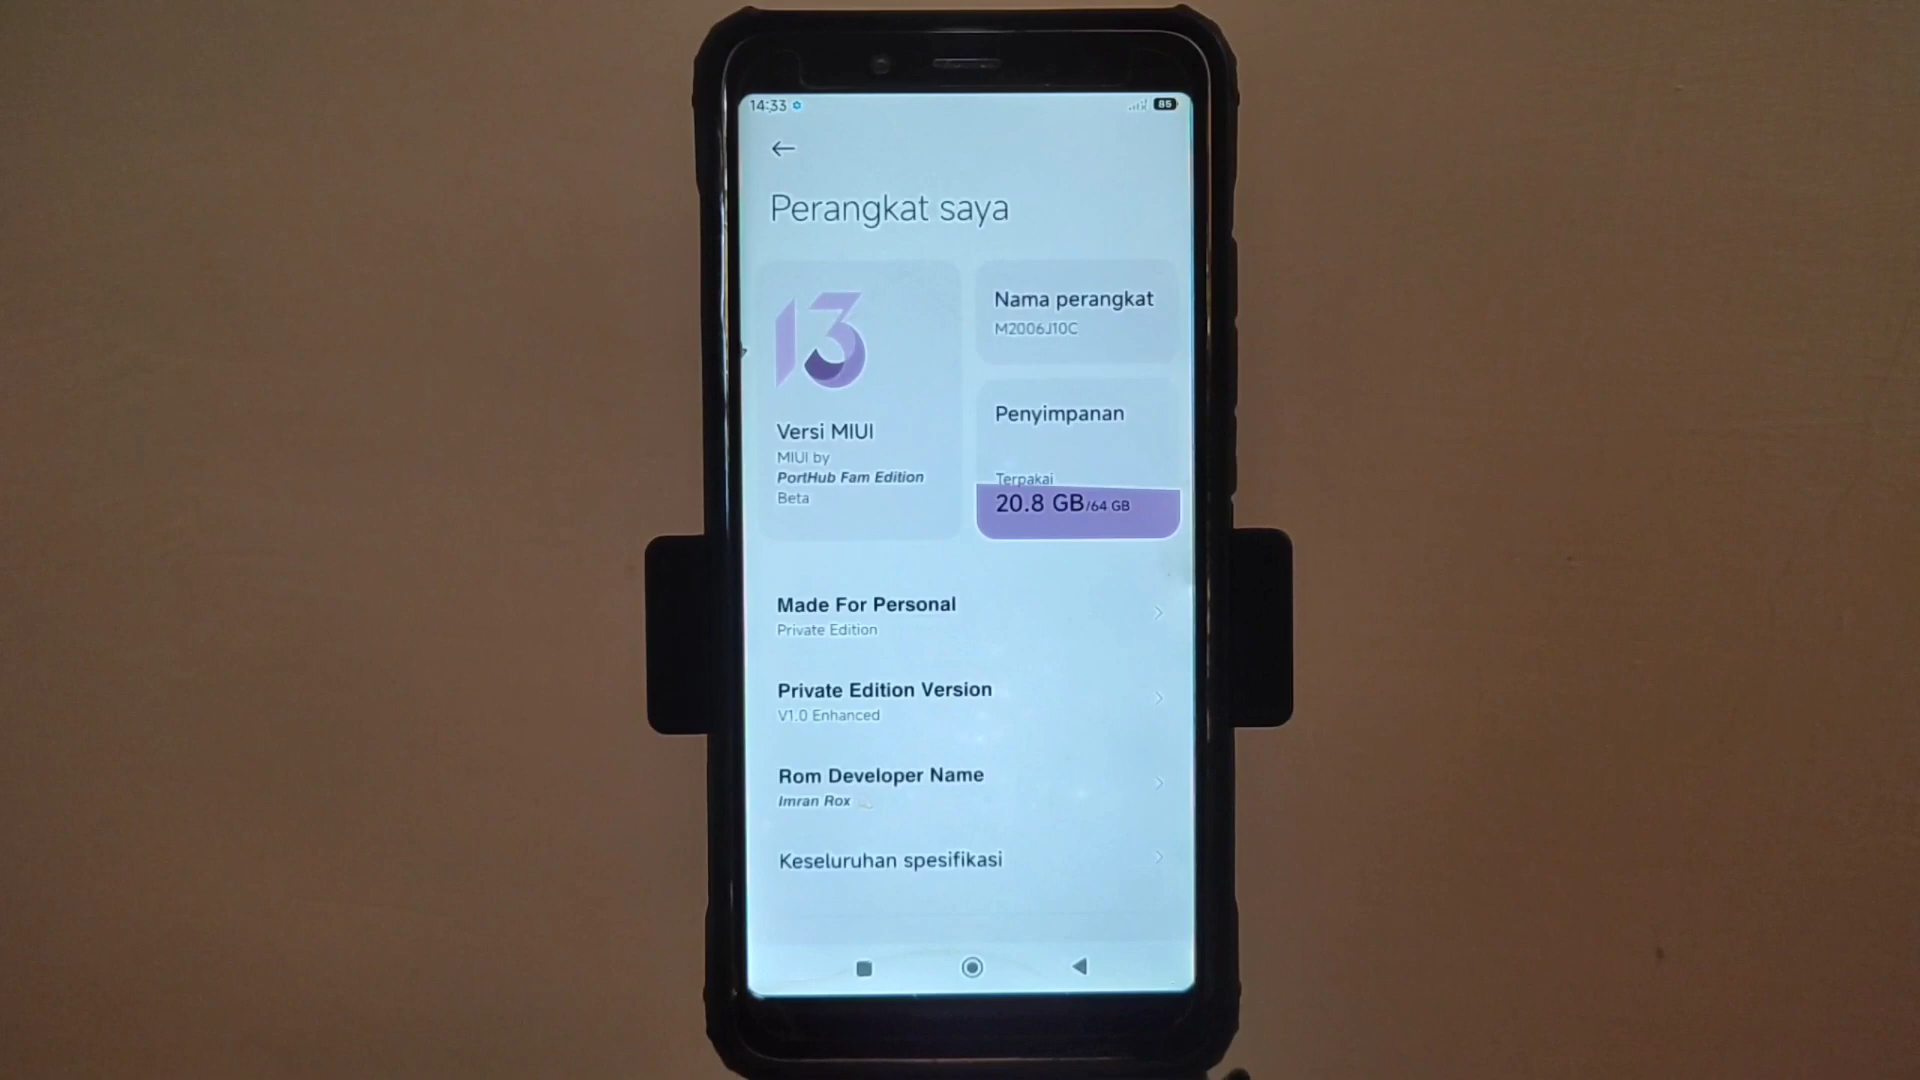 14:33
85
Perangkat saya
13
Versi MIUI
MIUI by
PortHub Fam Edition
Beta
Nama perangkat
M2006J10C
Penyimpanan
Terpakai
20.8 GB/64 GB
Made For Personal
Private Edition
Private Edition Version
V1.0 Enhanced
Rom Developer Name
Imran Rox
Keseluruhan spesifikasi